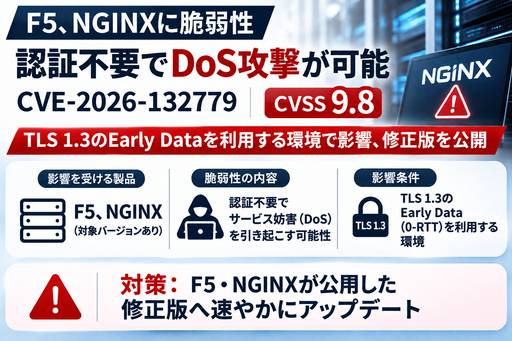 F5、NGINXに脆弱性
認証不要でDoS攻撃が可能
CVE-2026-132779
CVSS 9.8
NGiNX
TLS 1.3のEarly Dataを利用する環境で影響、修正版を公開
影響を受ける製品
F5、NGINX
(対象バージョンあり)
脆弱性の内容
認証不要で
サービス妨害(DoS)
を引き起こす可能性
影響条件
TLS 1.3
TLS 1.3の
Early Data
(0-RTT)を利用する
環境
対策: F5・NGINXが公用した
修正版へ速やかにアップデート